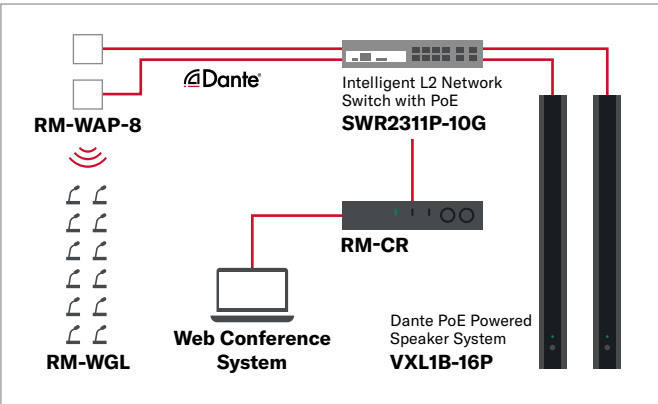 Dante®
RM-WAP-8
Intelligent L2 Network
Switch with PoE
SWR2311P-10G
RM-CR
RM-WGL
Web Conference
System
Dante PoE Powered
Speaker System
VXL1B-16P